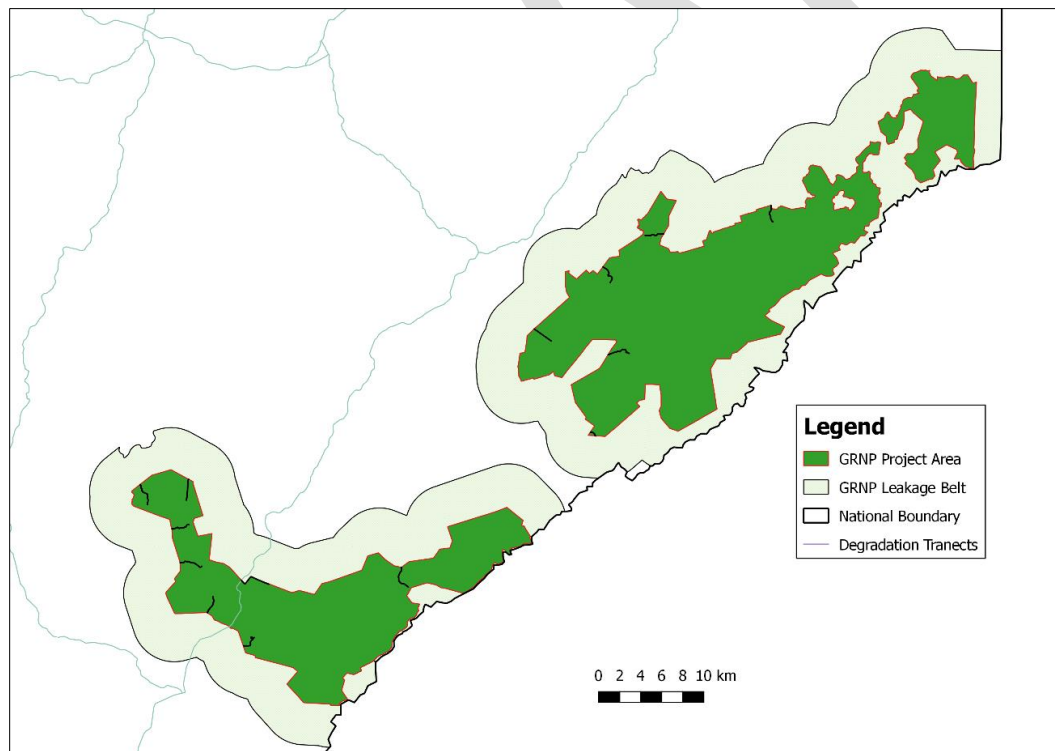 Legend
GRNP Project Area
GRNP Leakage Belt
National Boundary
Degradation Tranects
0 2 4 6 8 10 km